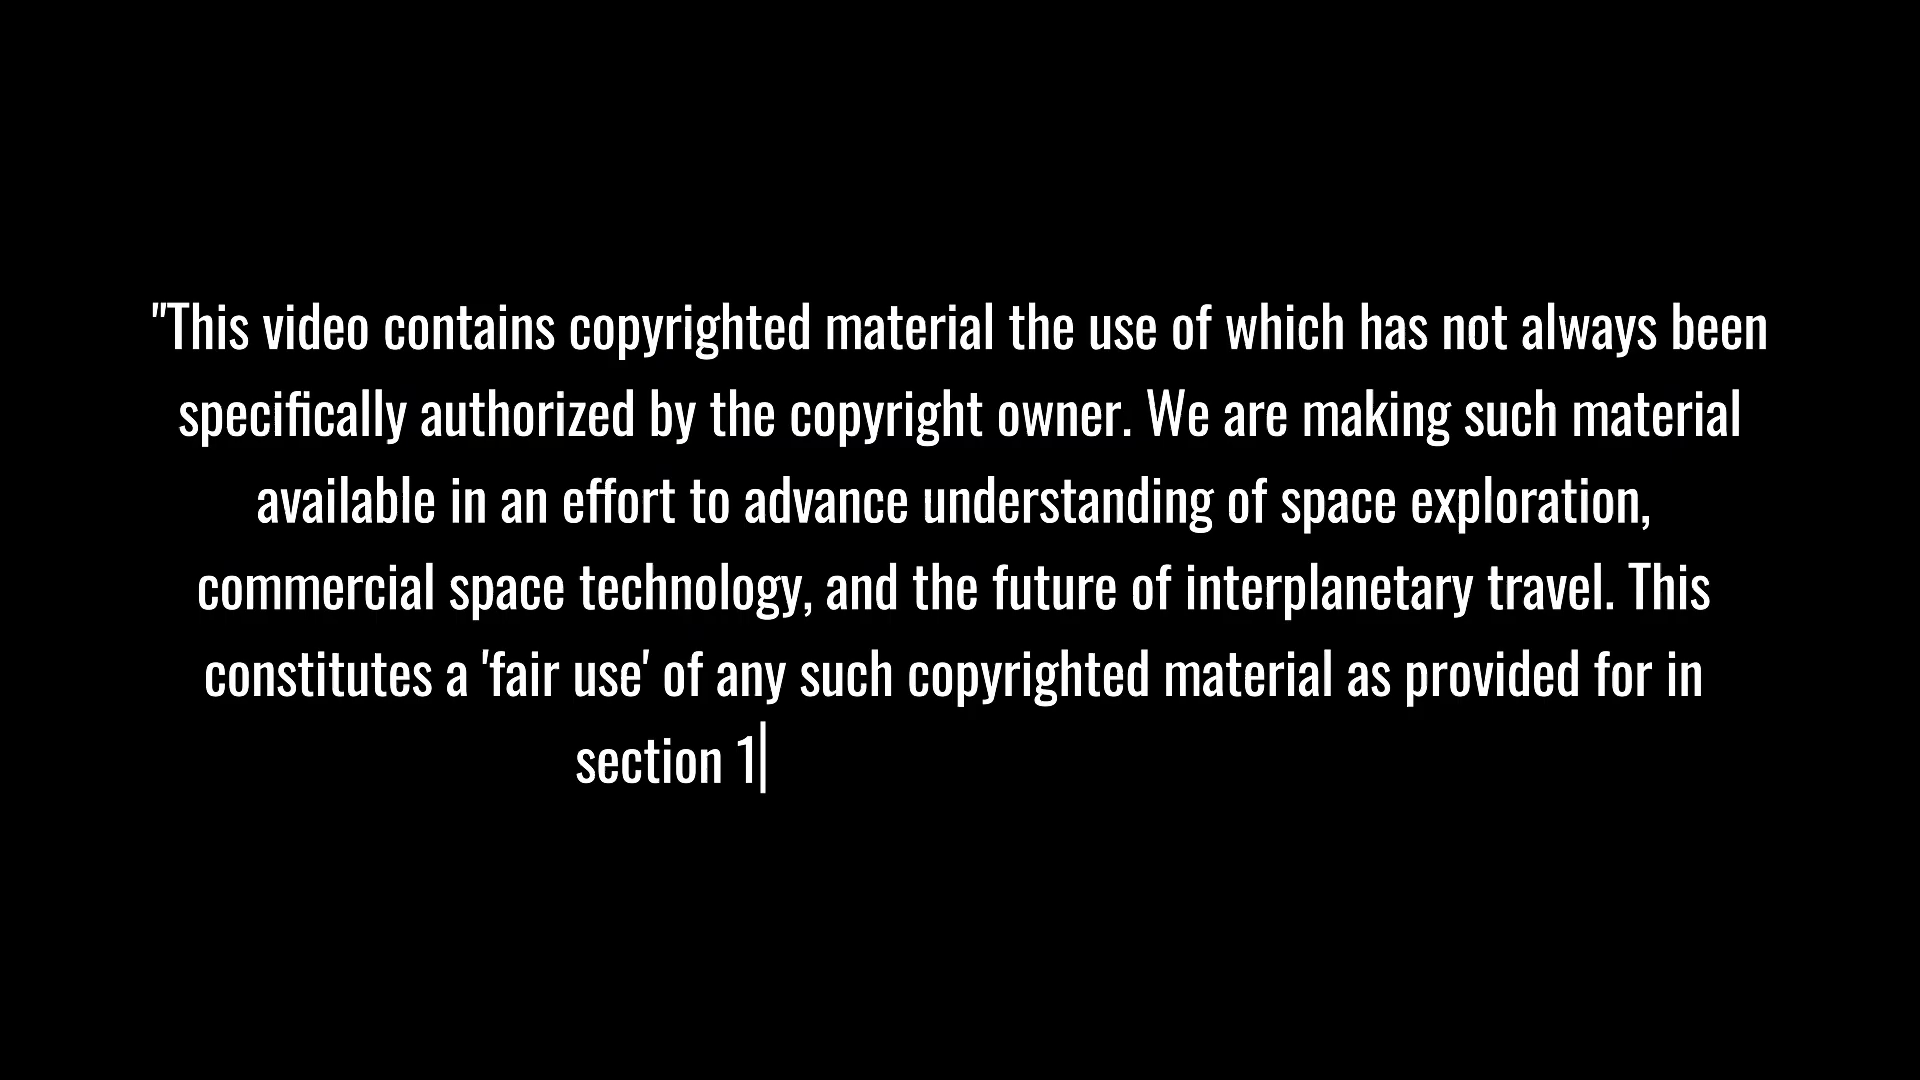 "This video contains copyrighted material the use of which has not always been
specifically authorized by the copyright owner. We are making such material
available in an effort to advance understanding of space exploration,
commercial space technology, and the future of interplanetary travel. This
constitutes a 'fair use' of any such copyrighted material as provided for in
section 1